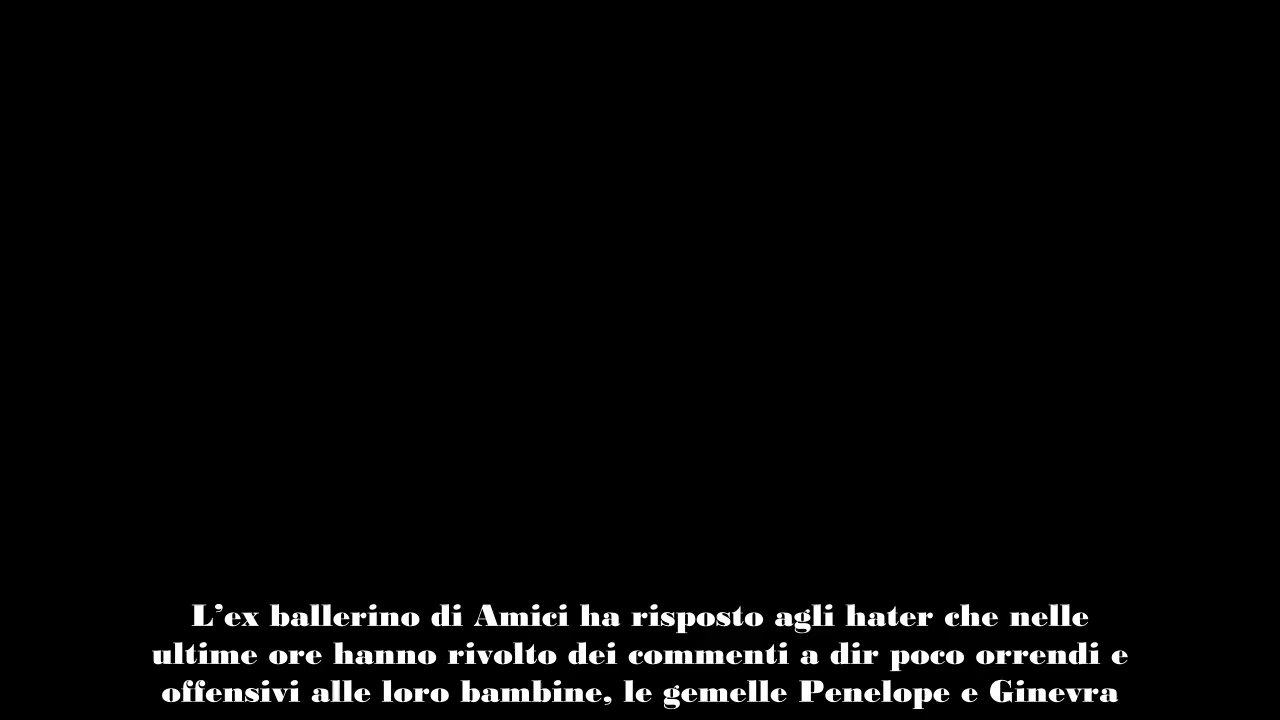 L'ex ballerino di Amici ha risposto agli hater che nelle
ultime ore hanno rivolto dei commenti a dir poco orrendi e
offensivi alle loro bambine, le gemelle Penelope e Ginevra